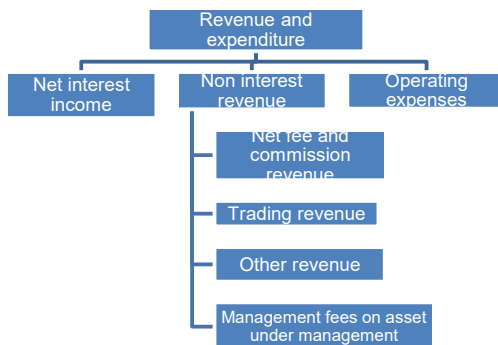 Revenue and
expenditure
Net interest
income
Non interest
revenue
Operating
expenses
Net fee and
commission
revenue
Trading revenue
Other revenue
Management fees on asset
under management